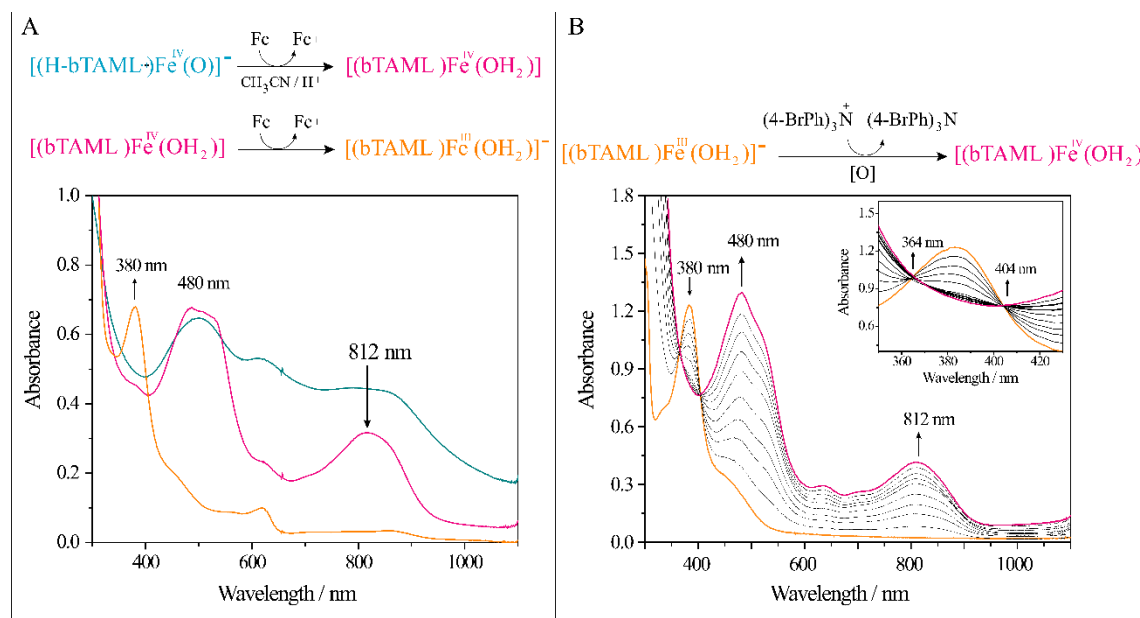 A
Fc Fc+
[(H-bTAML·+)Fe^IV(O)]⁻ [(bTAML )Fe^IV(OH₂)]
CH₃CN / H⁺
Fc Fc+
[(bTAML )Fe^IV(OH₂)] [(bTAML )Fe^III(OH₂)]⁻
1.0
0.8
0.6
0.4
0.2
0.0
Absorbance
380 nm
480 nm
812 nm
400 600 800 1000
Wavelength / nm
B
(4-BrPh)₃N⁺ (4-BrPh)₃N
[(bTAML )Fe^III(OH₂)]⁻ [(bTAML )Fe^IV(OH₂)
[O]
1.8
1.5
1.2
0.9
0.6
0.3
0.0
Absorbance
380 nm
480 nm
812 nm
400 600 800 1000
Wavelength / nm
1.5
1.2
0.9
0.6
Absorbance
364 nm
404 nm
360 380 400 420
Wavelength / nm